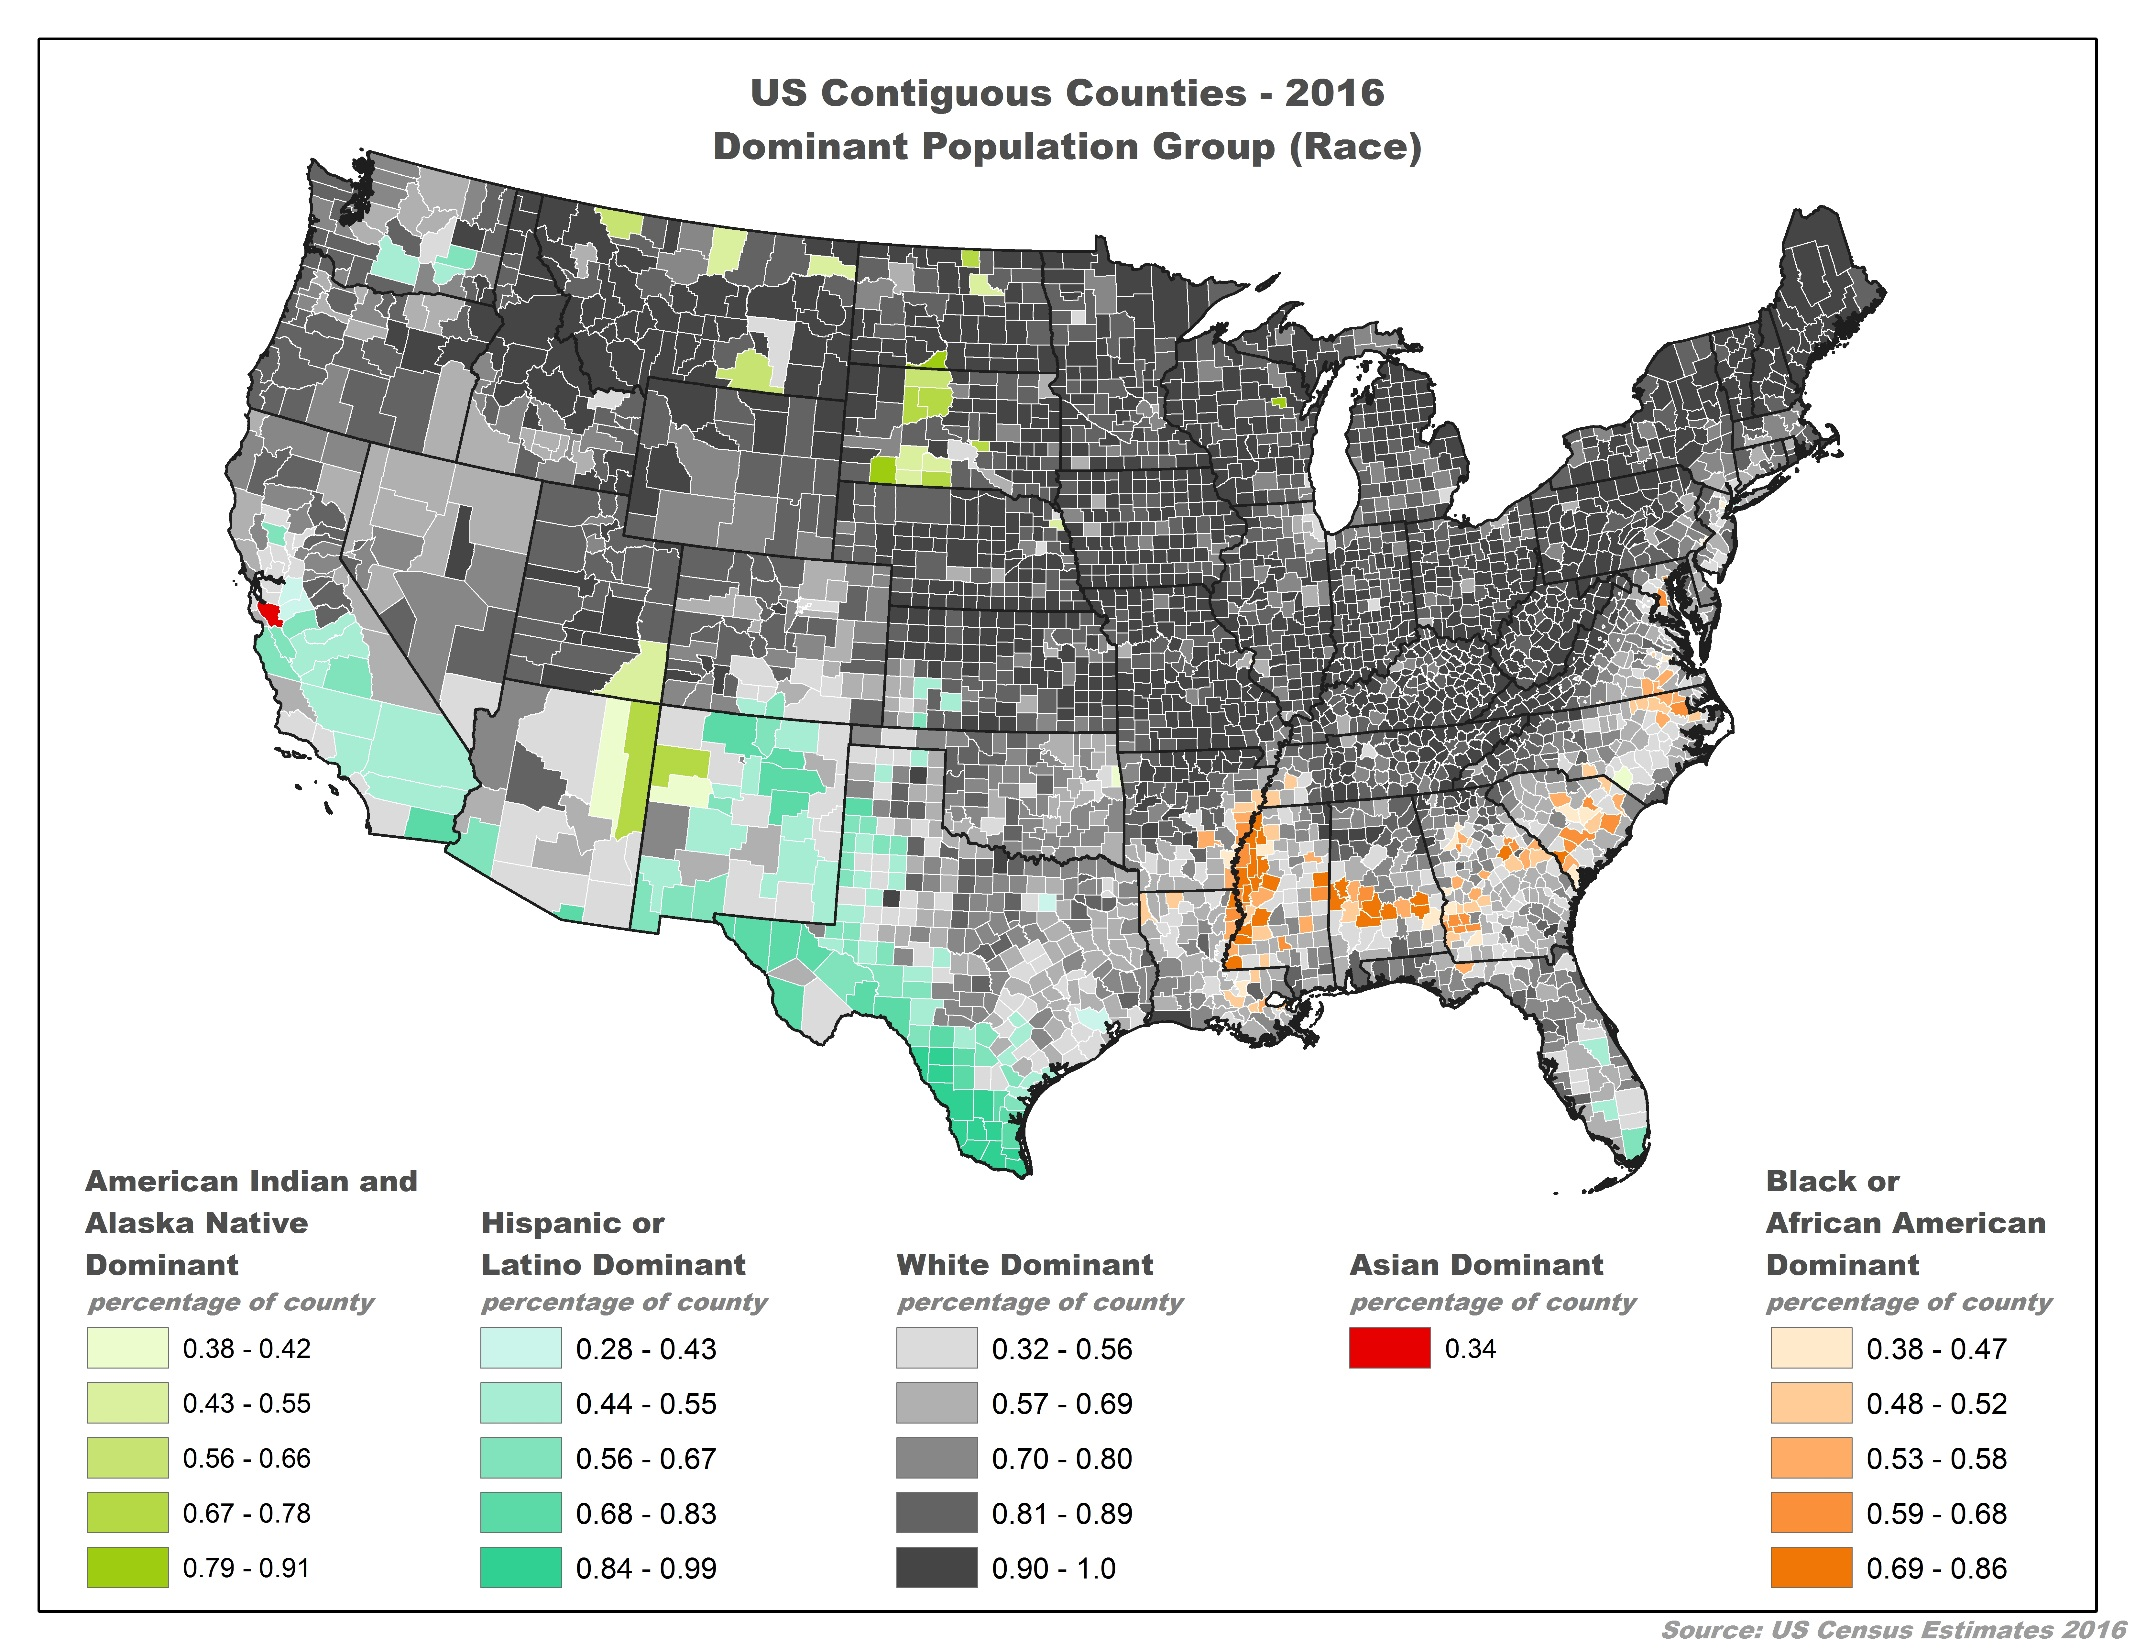 US Contiguous Counties - 2016
Dominant Population Group (Race)
American Indian and
Alaska Native
Dominant
percentage of county
0.38 - 0.42
0.43 - 0.55
0.56 - 0.66
0.67 - 0.78
0.79 - 0.91
Hispanic or
Latino Dominant
percentage of county
0.28 - 0.43
0.44 - 0.55
0.56 - 0.67
0.68 - 0.83
0.84 - 0.99
White Dominant
percentage of county
0.32 - 0.56
0.57 - 0.69
0.70 - 0.80
0.81 - 0.89
0.90 - 1.0
Asian Dominant
percentage of county
0.34
Black or
African American
Dominant
percentage of county
0.38 - 0.47
0.48 - 0.52
0.53 - 0.58
0.59 - 0.68
0.69 - 0.86
Source: US Census Estimates 2016